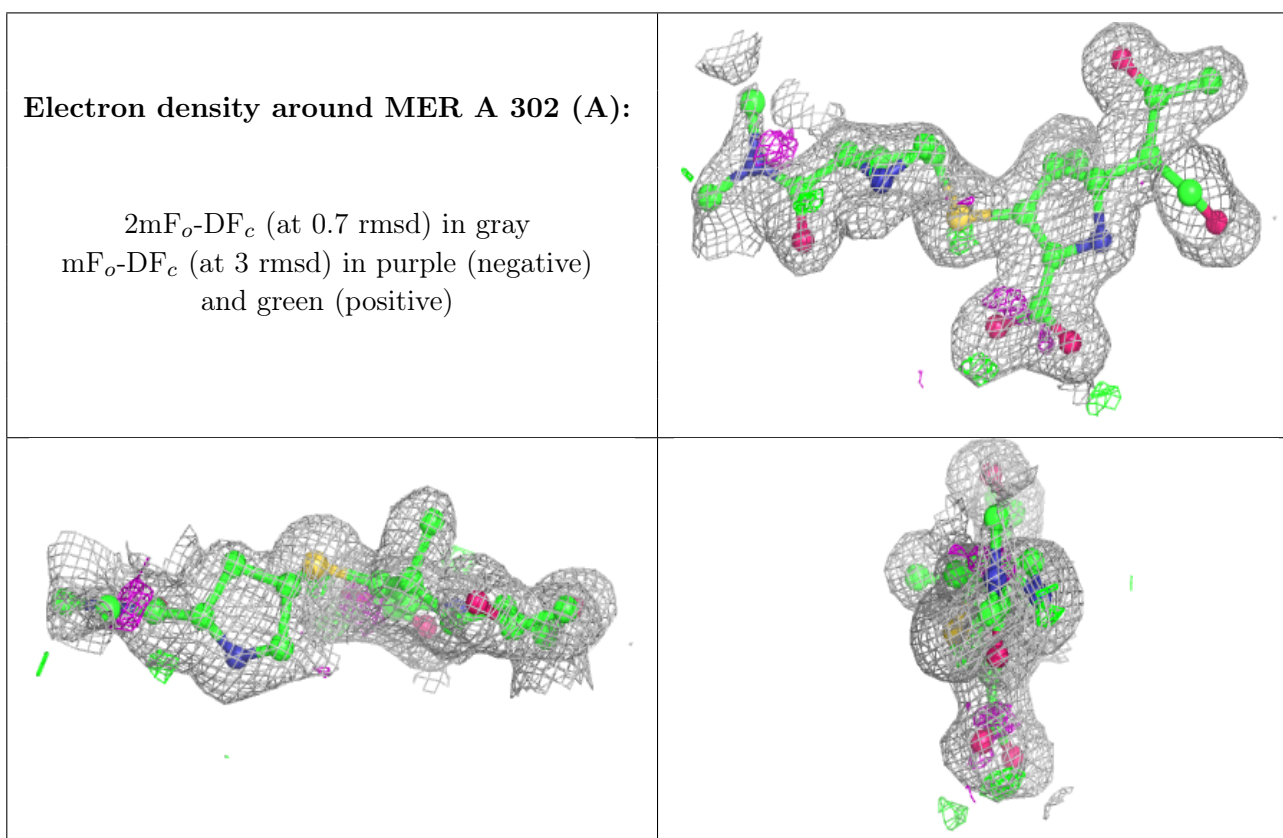 Electron density around MER A 302 (A):
2mFo-DFc (at 0.7 rmsd) in gray
mFo-DFc (at 3 rmsd) in purple (negative)
and green (positive)